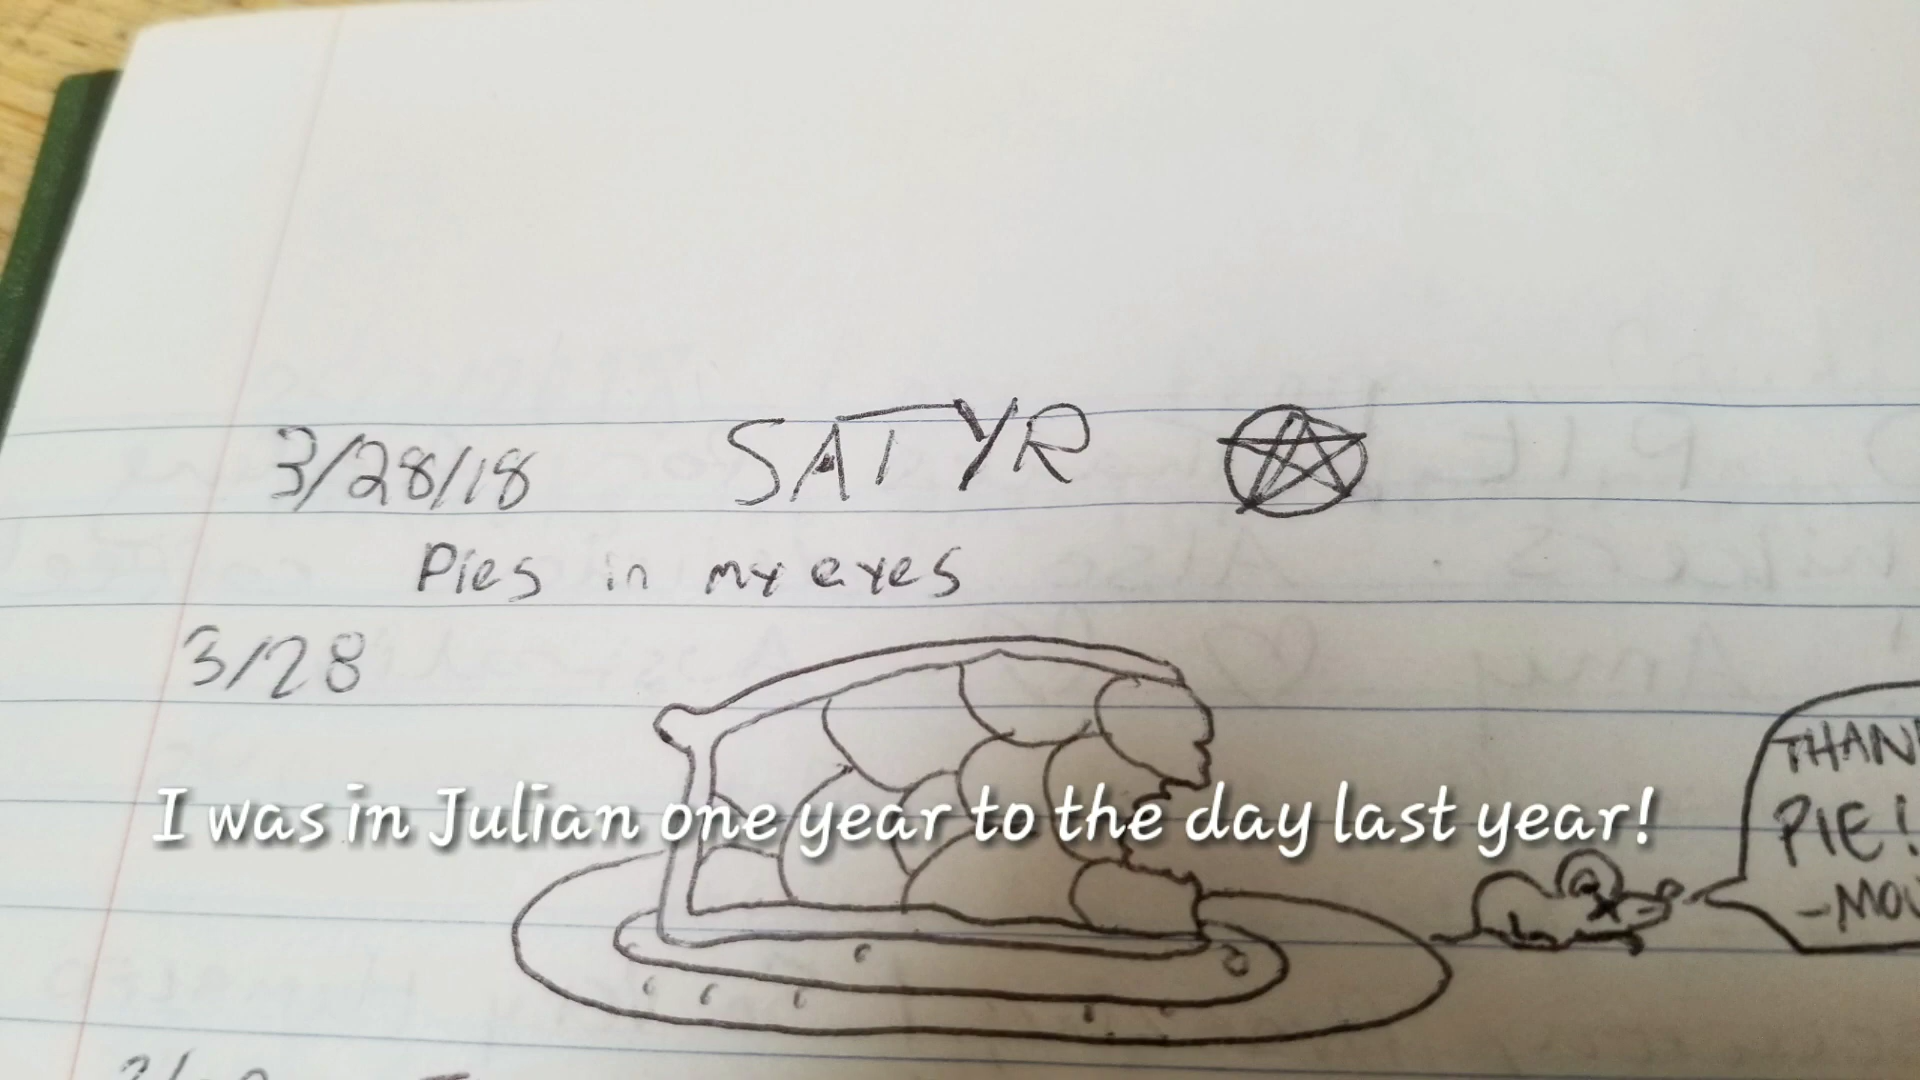 3/28/18 SATYR
Pies in my eyes
3/28
THAN
PIE!
I was in Julian one year to the day last year!